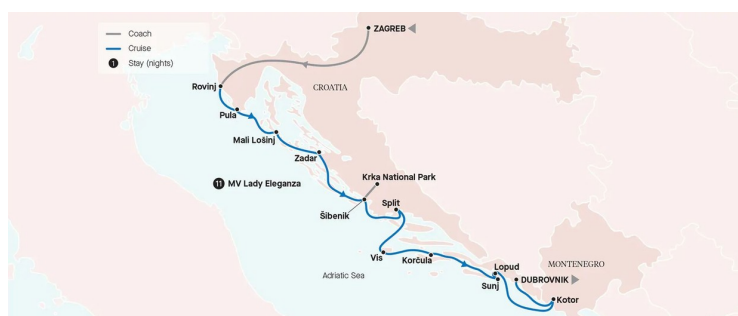 Coach
Cruise
1 Stay (nights)
ZAGREB
Rovinj
CROATIA
Pula
Mali Lošinj
Zadar
Krka National Park
11 MV Lady Eleganza
Split
Šibenik
Vis
Korčula
Lopud
MONTENEGRO
Adriatic Sea
DUBROVNIK
Sunj
Kotor